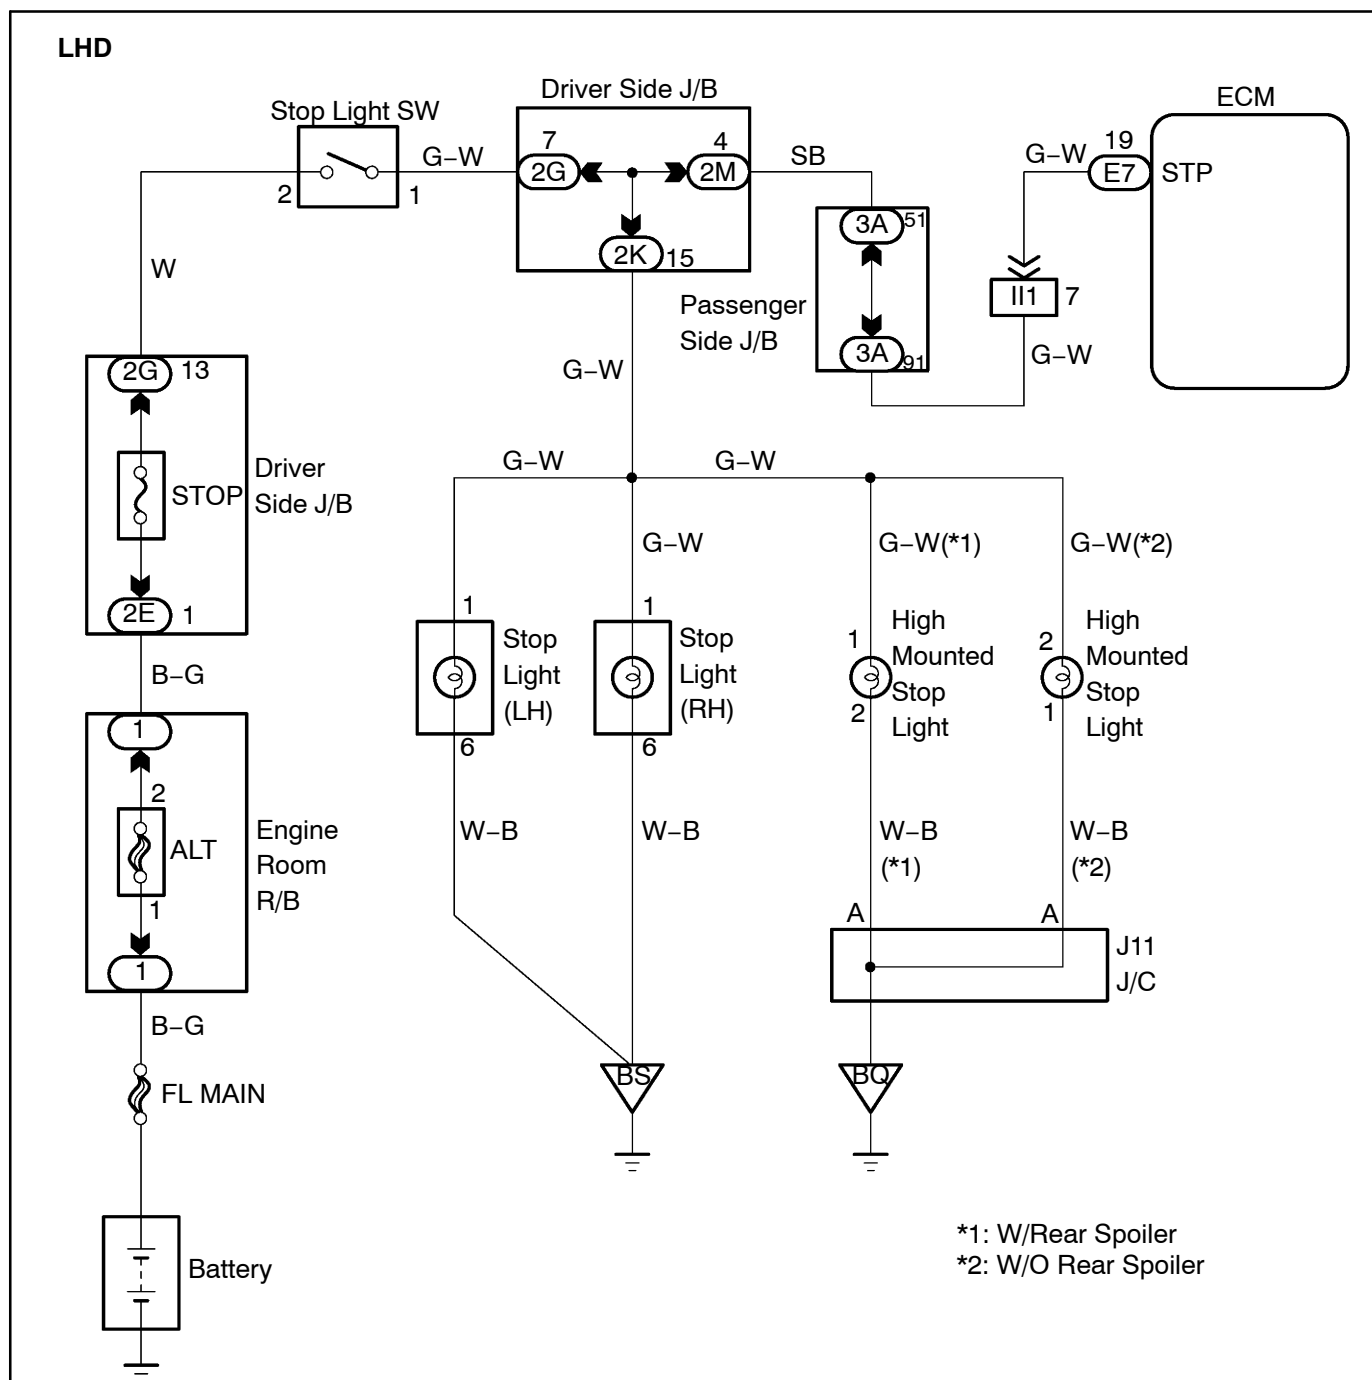 LHD
Driver Side J/B
ECM
Stop Light SW
7
4
19
G–W
SB
G–W
2G
2M
E7
STP
2
1
3A
51
2K
15
W
II1
7
Passenger
Side J/B
3A
91
G–W
G–W
2G
13
G–W
G–W
Driver
Side J/B
STOP
G–W
G–W(*1)
G–W(*2)
2E
1
1
1
Stop
Light
(LH)
Stop
Light
(RH)
1
High
Mounted
Stop
Light
2
2
High
Mounted
Stop
Light
1
B–G
1
6
6
2
ALT
Engine
Room
R/B
W–B
W–B
W–B
(*1)
W–B
(*2)
1
A
A
1
J11
J/C
B–G
BS
BQ
FL MAIN
*1: W/Rear Spoiler
*2: W/O Rear Spoiler
Battery